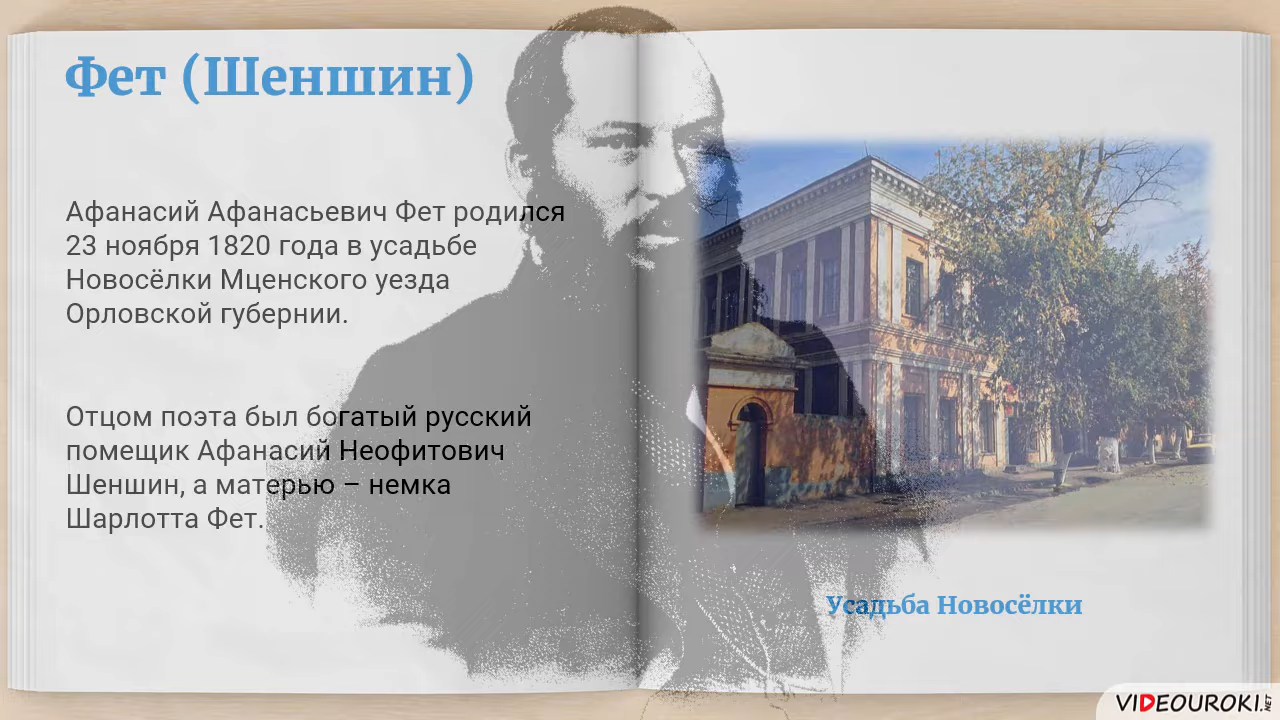 Фет (Шеншин)
Афанасий Афанасьевич Фет родился
23 ноября 1820 года в усадьбе
Новосёлки Мценского уезда
Орловской губернии.
Отцом поэта был богатый русский
помещик Афанасий Неофитович
Шеншин, а матерью – немка
Шарлотта Фет.
Усадьба Новосёлки
VIDEOUROKI.NET